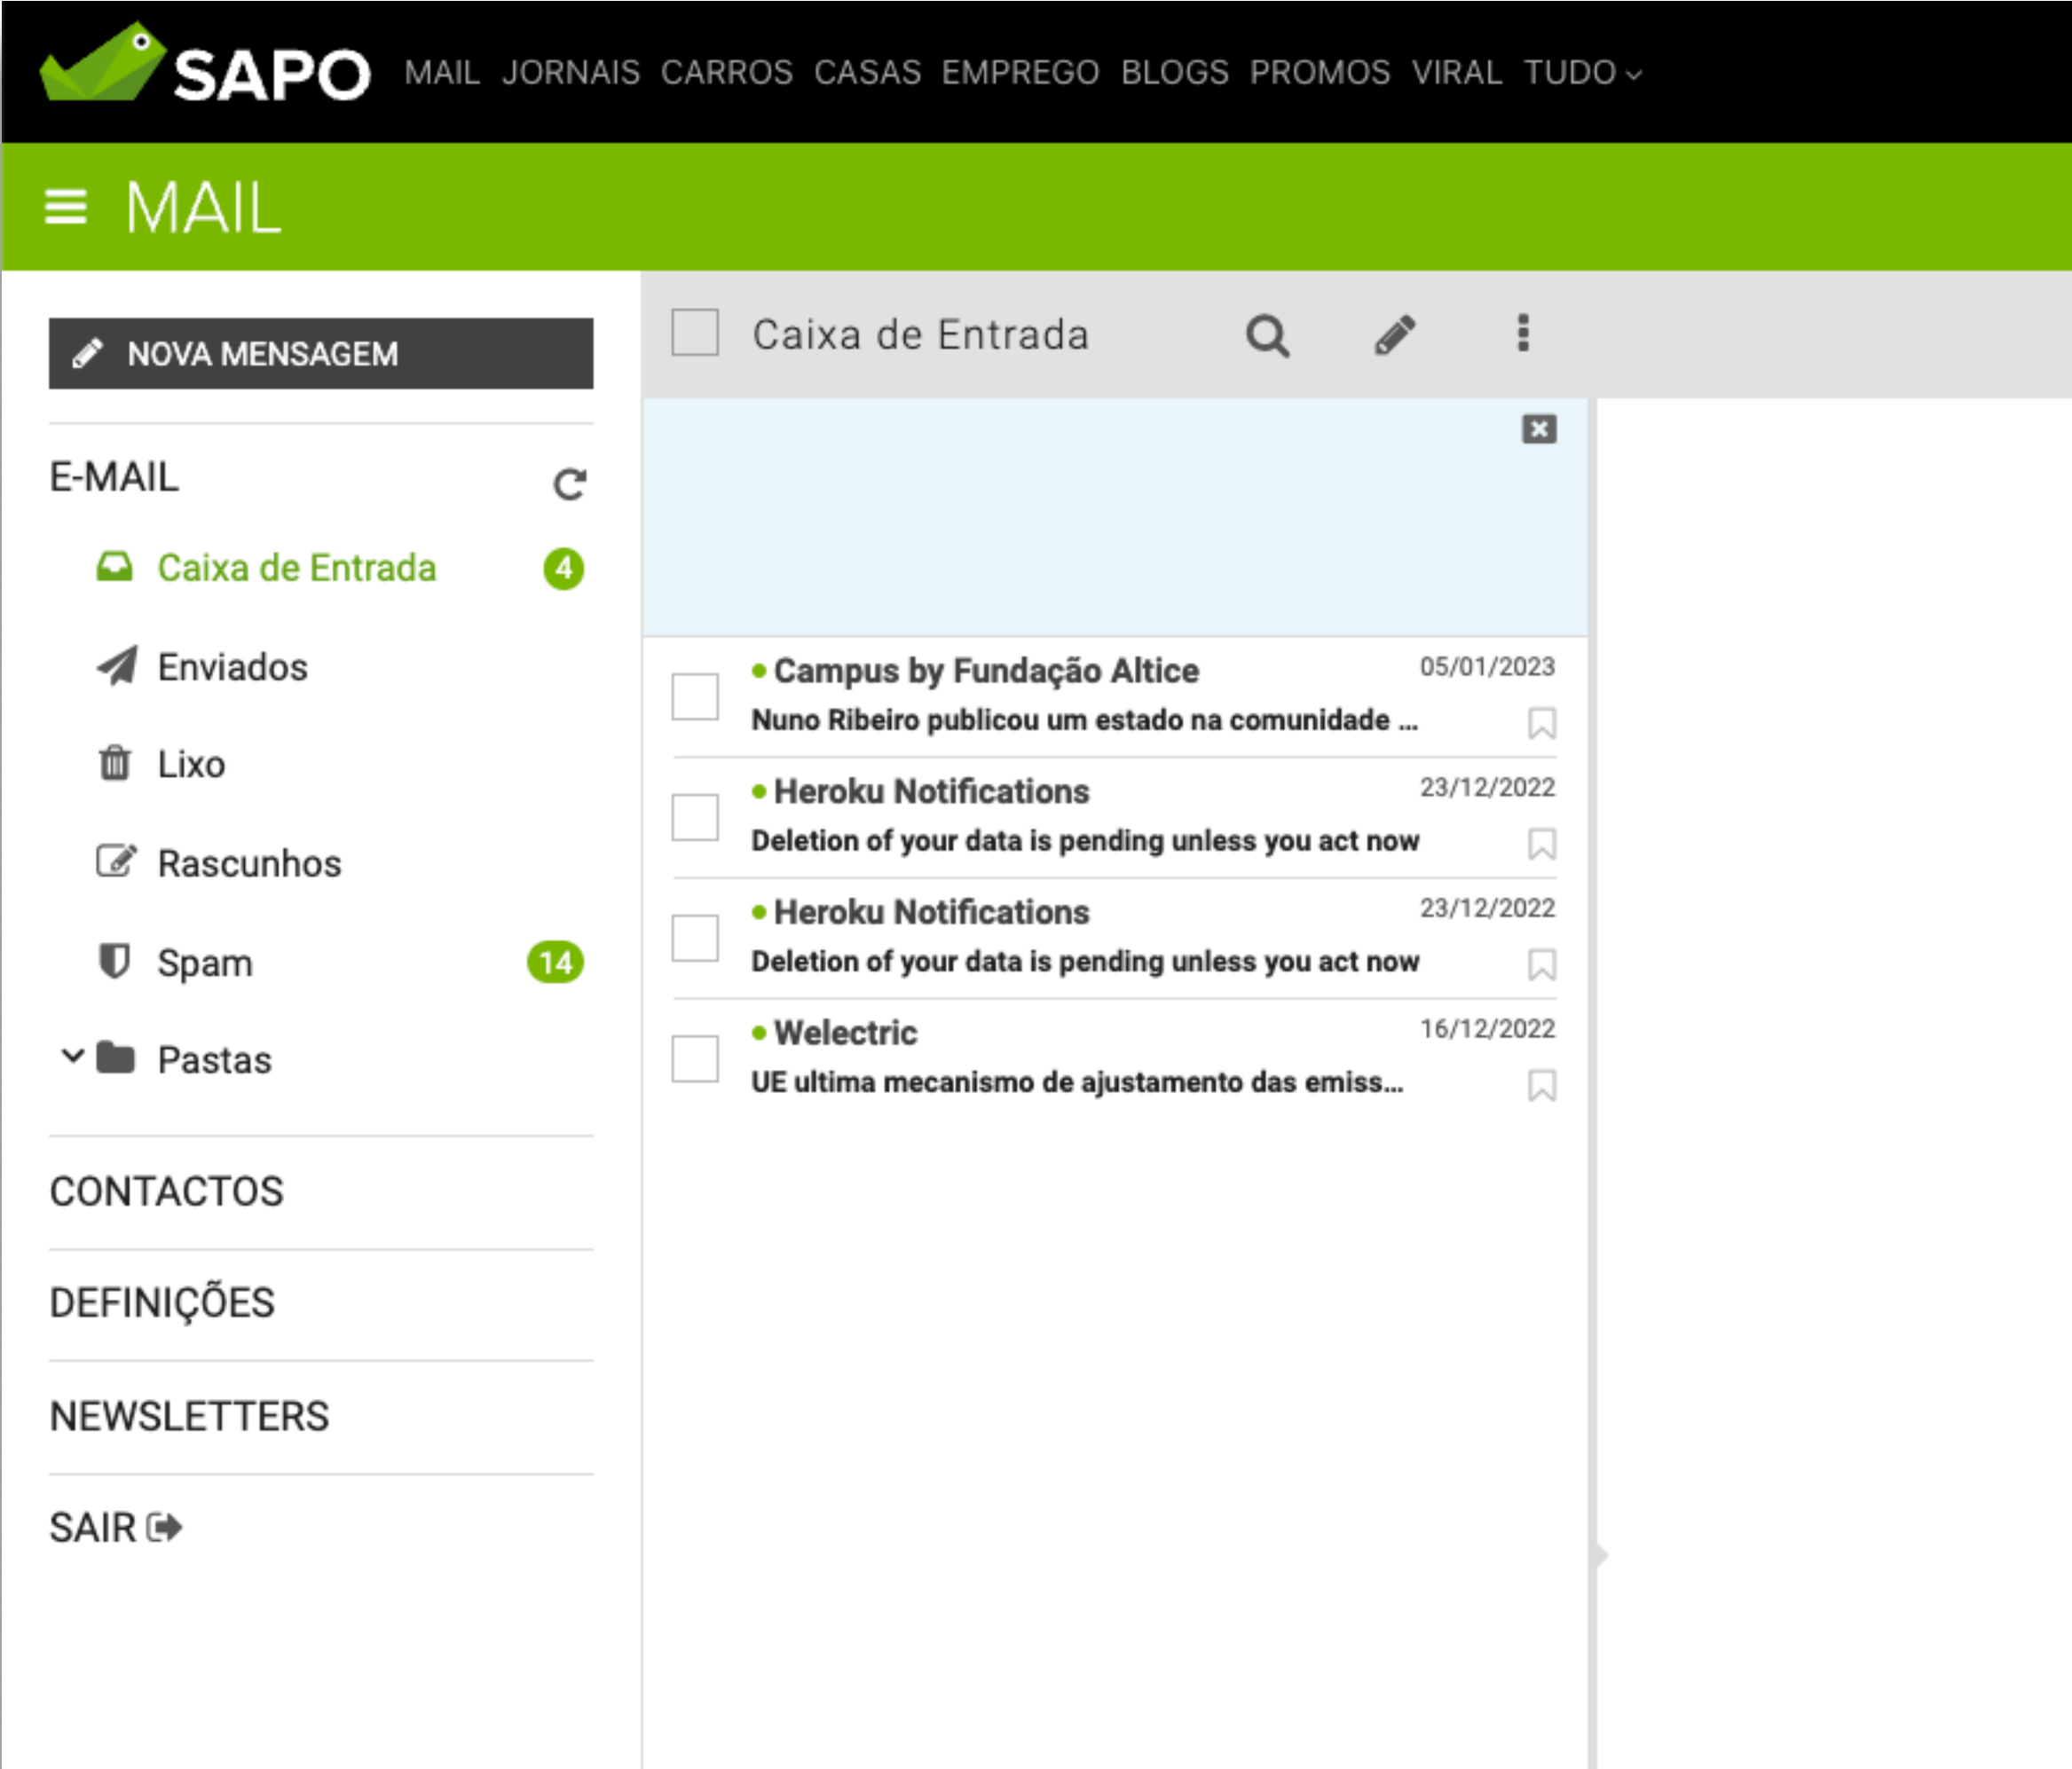 SAPO MAIL JORNAIS CARROS CASAS EMPREGO BLOGS PROMOS VIRAL TUDO
MAIL
NOVA MENSAGEM
E-MAIL
Caixa de Entrada 4
Enviados
Lixo
Rascunhos
Spam 14
Pastas
CONTACTOS
DEFINIÇÕES
NEWSLETTERS
SAIR
Caixa de Entrada
Campus by Fundação Altice 05/01/2023
Nuno Ribeiro publicou um estado na comunidade ...
Heroku Notifications 23/12/2022
Deletion of your data is pending unless you act now
Heroku Notifications 23/12/2022
Deletion of your data is pending unless you act now
Welectric 16/12/2022
UE ultima mecanismo de ajustamento das emiss...